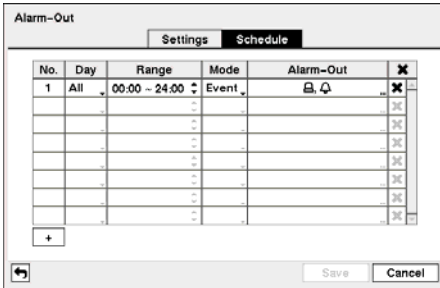 Alarm-Out
Settings Schedule
No. Day Range Mode Alarm-Out
1 All 00:00 ~ 24:00 Event
+
Save Cancel